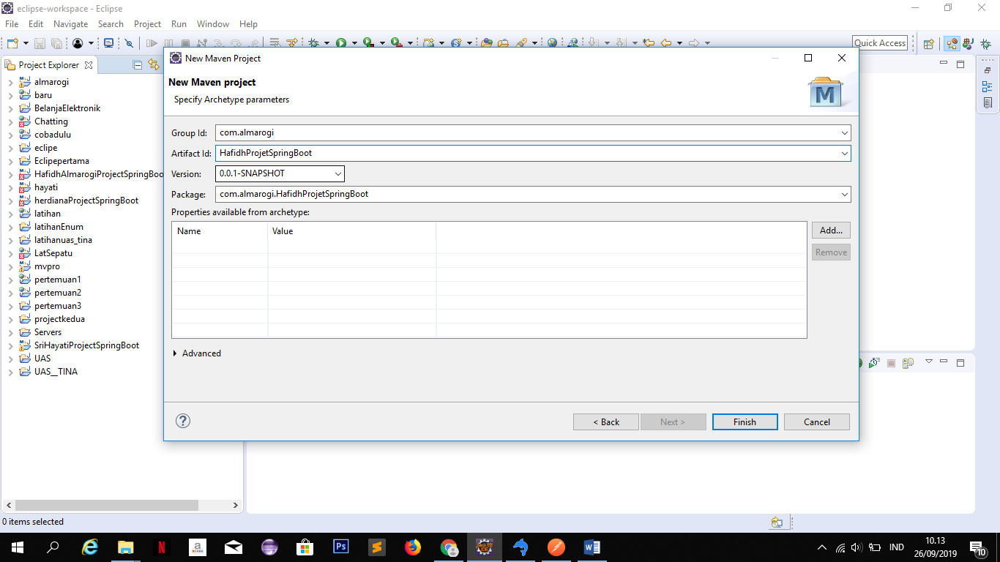 eclipse-workspace - Eclipse
File Edit Navigate Search Project Run Window Help
Quick Access
Project Explorer
almarogi
baru
BelanjaElektronik
Chatting
cobadulu
eclipe
Eclipepertama
HafidhAlmarogiProjectSpringBoo
hayati
herdianaProjectSpringBoot
latihan
latihanEnum
latihanuas_tina
LatSepatu
mvpro
pertemuan1
pertemuan2
pertemuan3
projectkedua
Servers
SriHayatiProjectSpringBoot
UAS
UAS_TINA
New Maven Project
New Maven project
Specify Archetype parameters
M
Group Id: com.almarogi
Artifact Id: HafidhProjetSpringBoot
Version: 0.0.1-SNAPSHOT
Package: com.almarogi.HafidhProjetSpringBoot
Properties available from archetype:
Name Value
Add...
Remove
Advanced
< Back Next > Finish Cancel
0 items selected
IND
10.13
26/09/2019
10